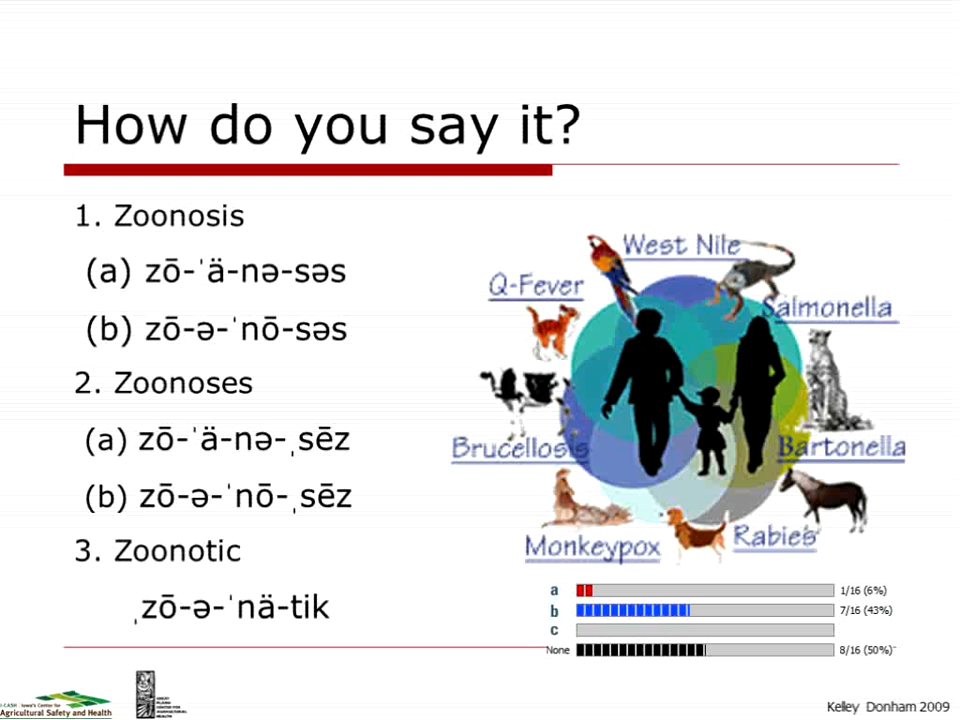 How do you say it?
1. Zoonosis
(a) zō-ˈä-nə-səs
(b) zō-ə-ˈnō-səs
2. Zoonoses
(a) zō-ˈä-nə-ˌsēz
(b) zō-ə-ˈnō-ˌsēz
3. Zoonotic
ˌzō-ə-ˈnä-tik
West Nile
Q-Fever
Salmonella
Brucellosis
Bartonella
Monkeypox
Rabies
a 1/16 (6%)
b 7/16 (43%)
c
None 8/16 (50%)
I-CASH Iowa's Center for
Agricultural Safety and Health
Kelley Donham 2009